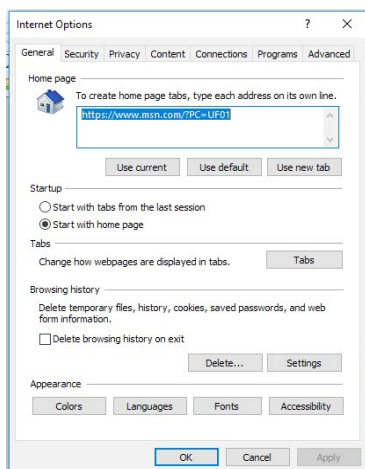 Internet Options ? X
General Security Privacy Content Connections Programs Advanced
Home page
To create home page tabs, type each address on its own line.
https://www.msn.com/?PC=UF01
Use current Use default Use new tab
Startup
Start with tabs from the last session
Start with home page
Tabs
Change how webpages are displayed in tabs. Tabs
Browsing history
Delete temporary files, history, cookies, saved passwords, and web
form information.
Delete browsing history on exit
Delete... Settings
Appearance
Colors Languages Fonts Accessibility
OK Cancel Apply